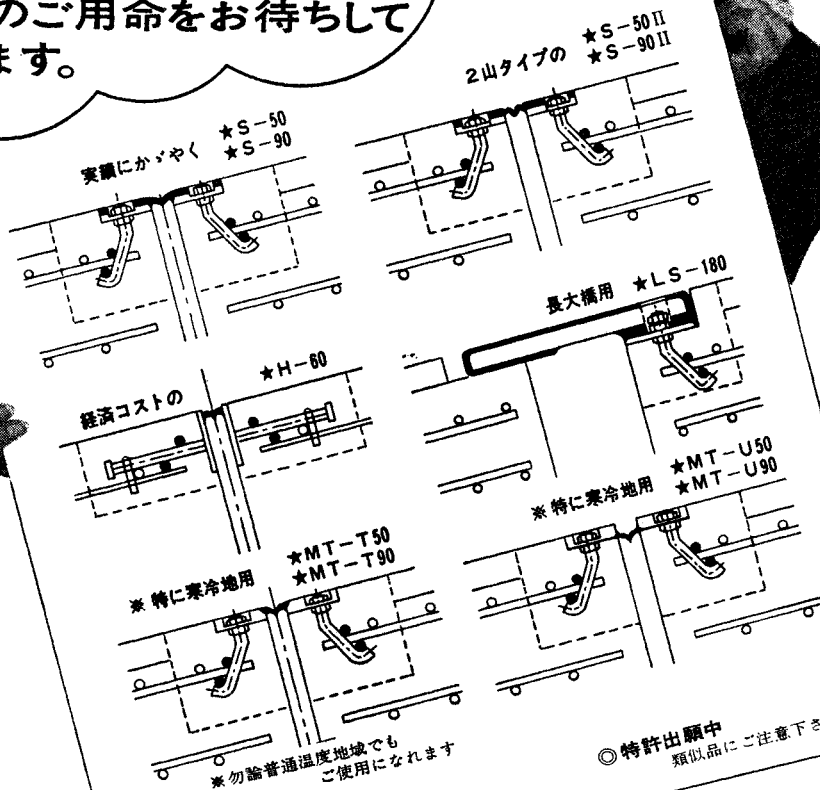 のご用命をお待ちして
ます。
実績にかゞやく
★S-50
★S-90
2山タイプの
★S-50II
★S-90II
経済コストの
★H-60
長大橋用
★LS-180
※特に寒冷地用
★MT-T50
★MT-T90
※特に寒冷地用
★MT-U50
★MT-U90
※勿論普通温度地域でも
ご使用になれます
◎特許出願中
類似品にご注意下さ